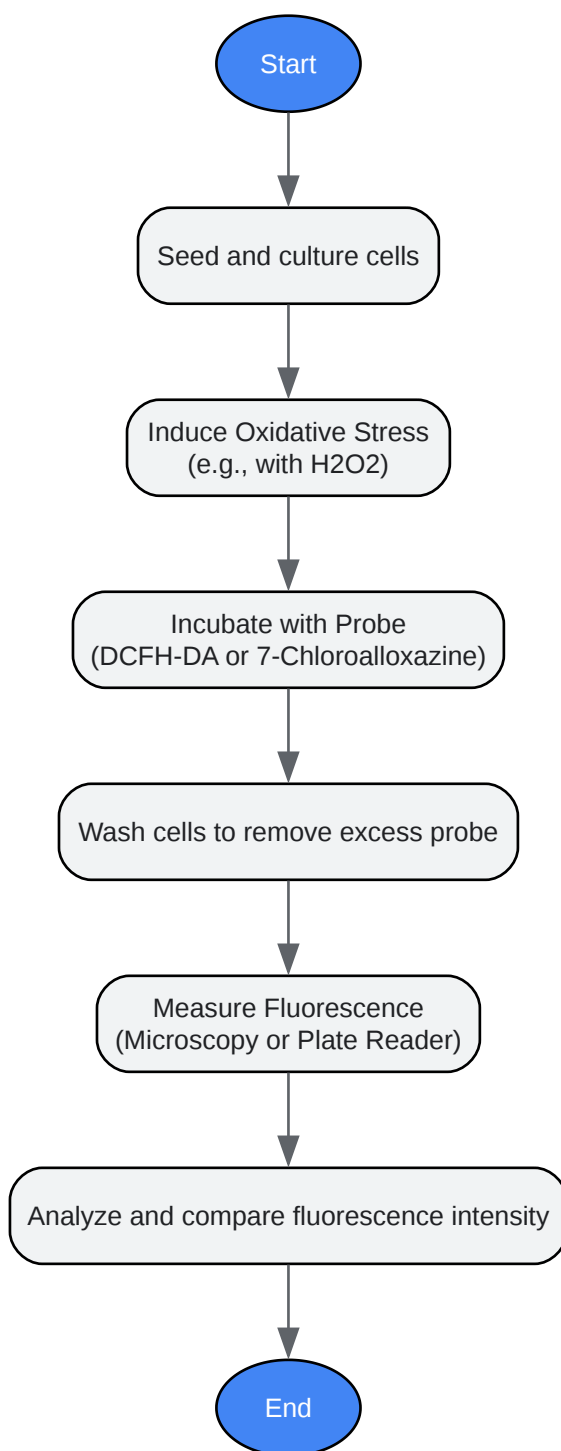 Start
Seed and culture cells
Induce Oxidative Stress
(e.g., with H2O2)
Incubate with Probe
(DCFH-DA or 7-Chloroalloxazine)
Wash cells to remove excess probe
Measure Fluorescence
(Microscopy or Plate Reader)
Analyze and compare fluorescence intensity
End